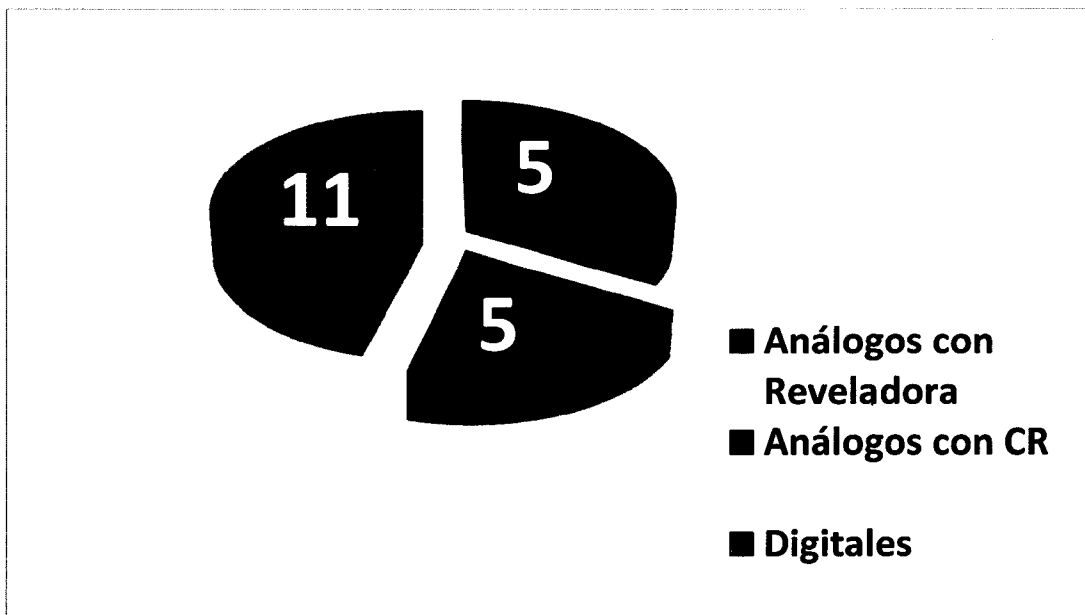 11
5
5
Análogos con
Reveladora
Análogos con CR
Digitales